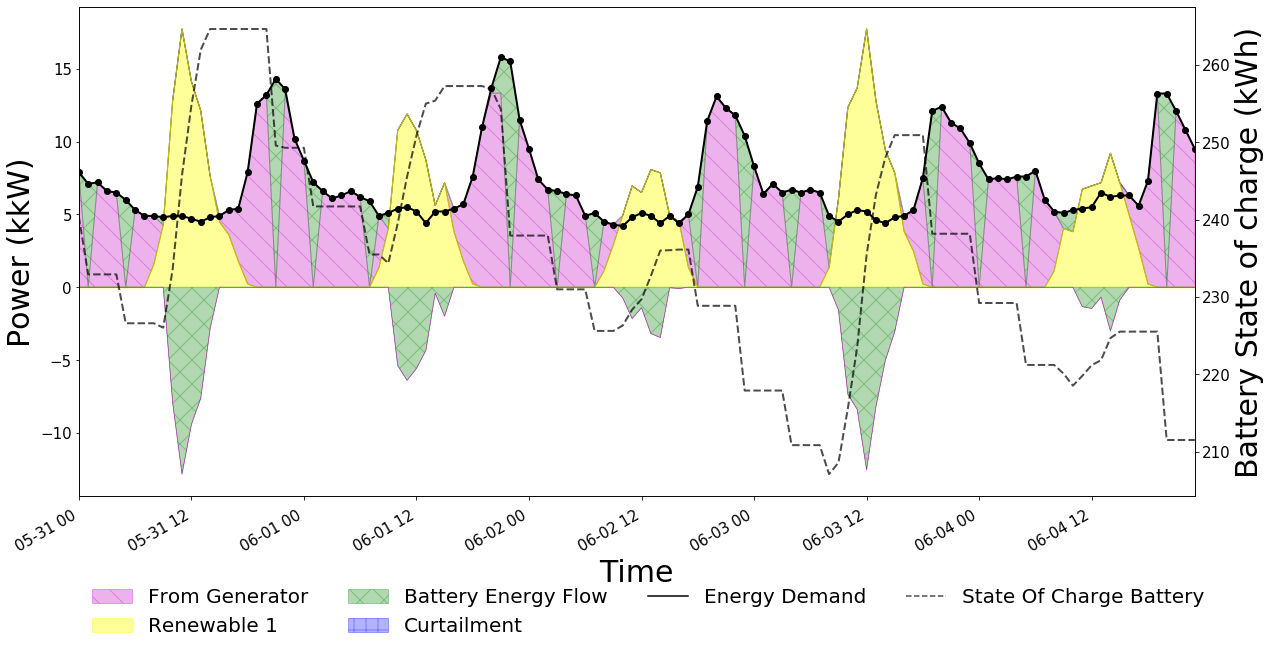 Power (kkW)
15
10
5
0
−5
−10
Battery State of charge (kWh)
260
250
240
230
220
210
05-31 00
05-31 12
06-01 00
06-01 12
06-02 00
06-02 12
06-03 00
06-03 12
06-04 00
06-04 12
Time
From Generator
Battery Energy Flow
Energy Demand
State Of Charge Battery
Renewable 1
Curtailment